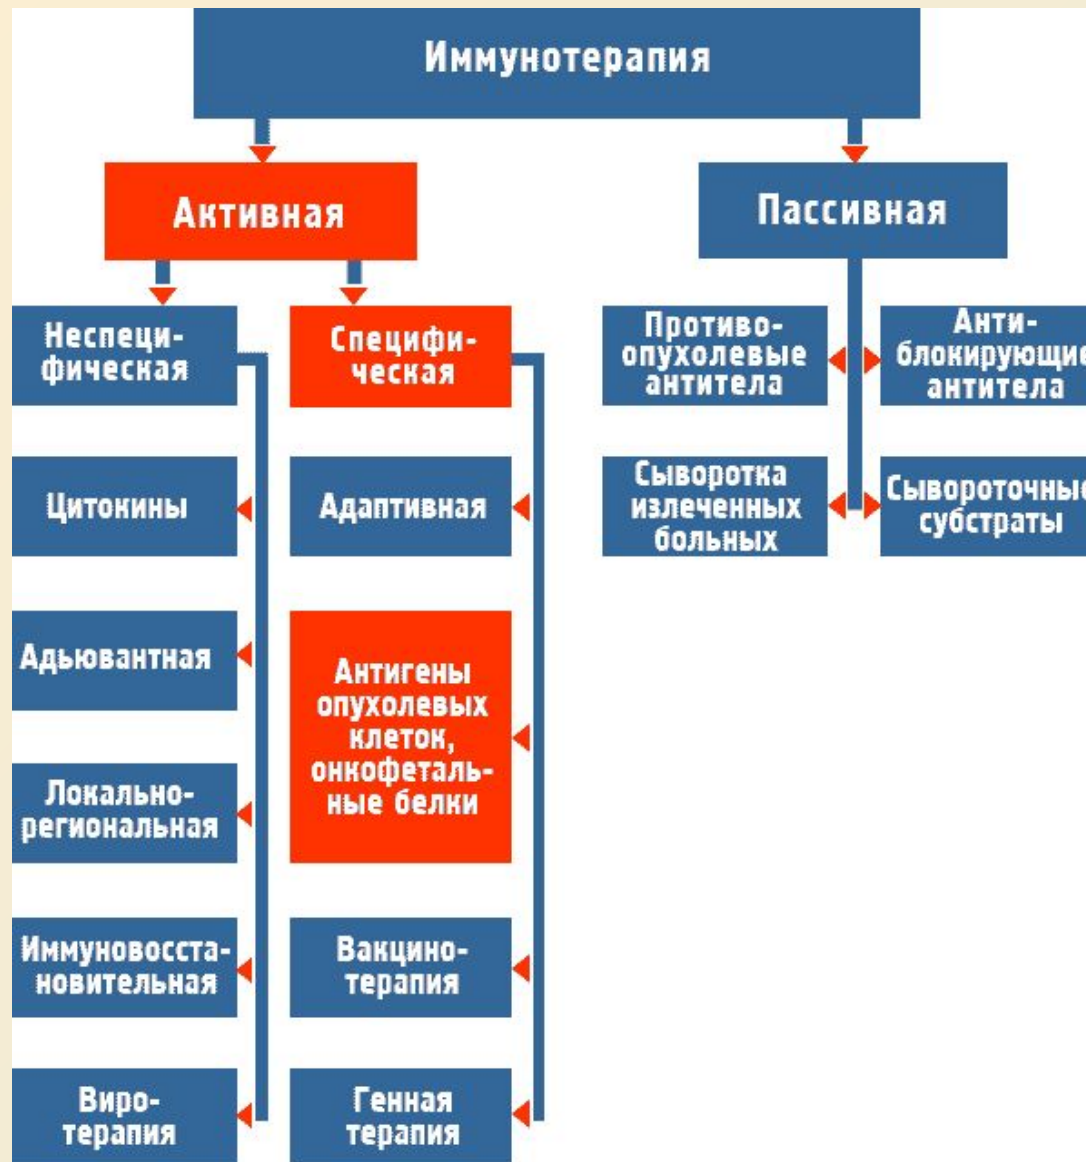 Иммунотерапия
Активная
Пассивная
Неспеци-
фическая
Специфи-
ческая
Противо-
опухолевые
антитела
Анти-
блокирующие
антитела
Цитокины
Адаптивная
Сыворотка
излеченных
больных
Сывороточные
субстраты
Адьювантная
Антигены
опухолевых
клеток,
онкофеталь-
ные белки
Локально-
региональная
Иммуновосста-
новительная
Вакцино-
терапия
Виро-
терапия
Генная
терапия